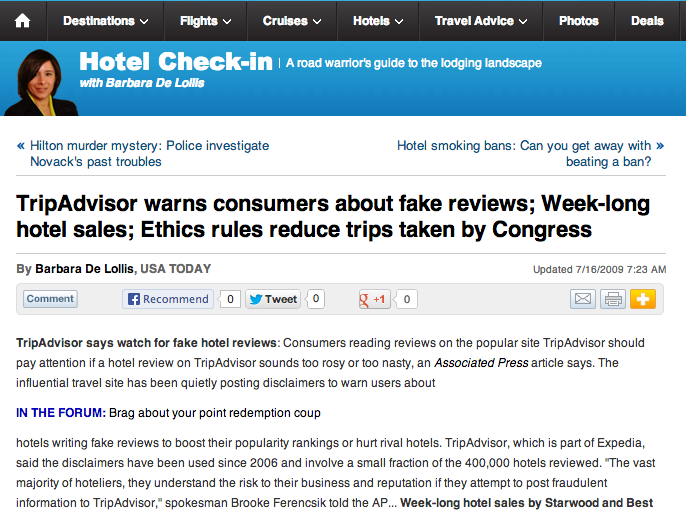 Destinations Flights Cruises Hotels Travel Advice Photos Deals
Hotel Check-in | A road warrior's guide to the lodging landscape
with Barbara De Lollis
« Hilton murder mystery: Police investigate
Novack's past troubles
Hotel smoking bans: Can you get away with »
beating a ban?
TripAdvisor warns consumers about fake reviews; Week-long
hotel sales; Ethics rules reduce trips taken by Congress
By Barbara De Lollis, USA TODAY
Updated 7/16/2009 7:23 AM
Comment
f Recommend 0
Tweet 0
g +1 0
TripAdvisor says watch for fake hotel reviews: Consumers reading reviews on the popular site TripAdvisor should
pay attention if a hotel review on TripAdvisor sounds too rosy or too nasty, an Associated Press article says. The
influential travel site has been quietly posting disclaimers to warn users about
IN THE FORUM: Brag about your point redemption coup
hotels writing fake reviews to boost their popularity rankings or hurt rival hotels. TripAdvisor, which is part of Expedia,
said the disclaimers have been used since 2006 and involve a small fraction of the 400,000 hotels reviewed. "The vast
majority of hoteliers, they understand the risk to their business and reputation if they attempt to post fraudulent
information to TripAdvisor," spokesman Brooke Ferencsik told the AP... Week-long hotel sales by Starwood and Best